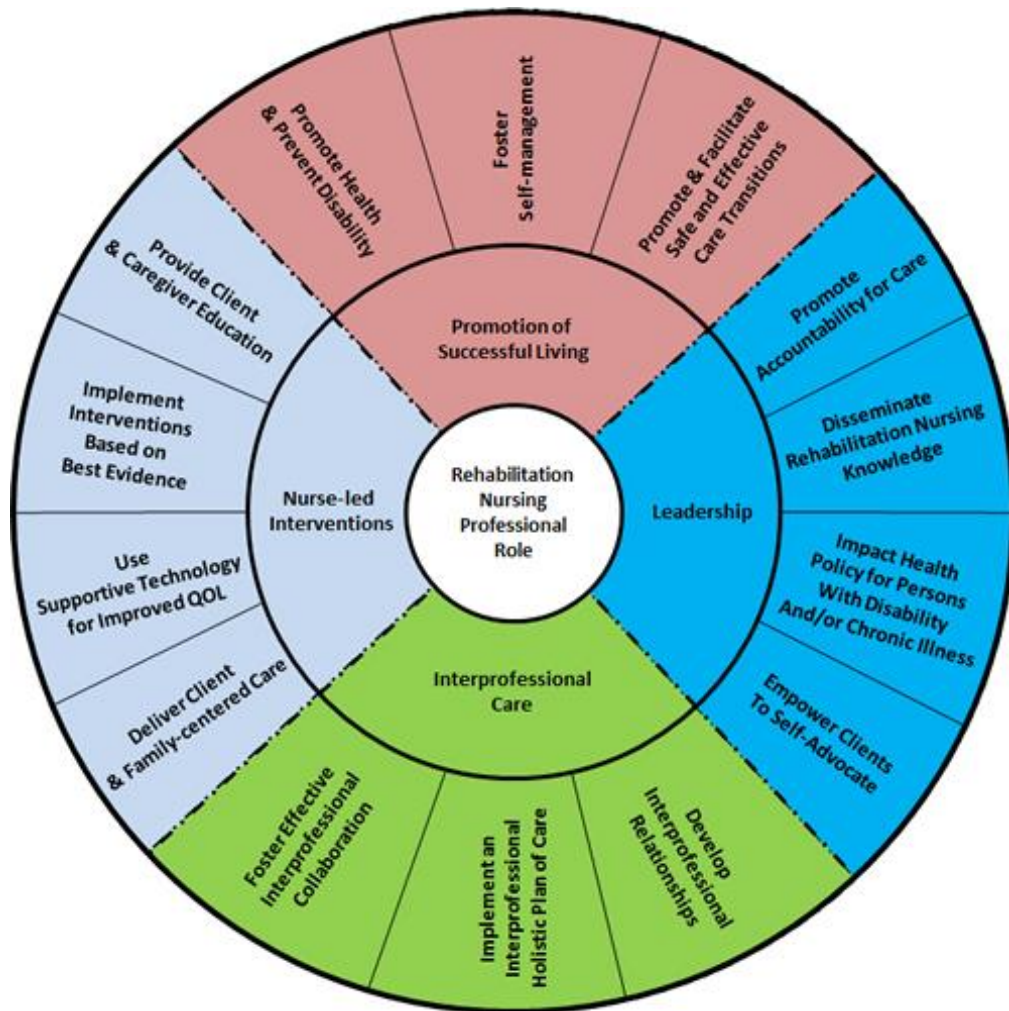 Promote Health
& Prevent Disability
Foster
Self-management
Promote & Facilitate
Safe and Effective
Care Transitions
Provide Client
& Caregiver Education
Implement
Interventions
Based on
Best Evidence
Use
Supportive Technology
for Improved QOL
Deliver Client
& Family-centered Care
Promotion of
Successful Living
Nurse-led
Interventions
Rehabilitation
Nursing
Professional
Role
Leadership
Interprofessional
Care
Promote
Accountability for Care
Disseminate
Rehabilitation Nursing
Knowledge
Impact Health
Policy for Persons
With Disability
And/or Chronic Illness
Empower Clients
To Self-Advocate
Foster Effective
Interprofessional
Collaboration
Implement an
Interprofessional
Holistic Plan of Care
Develop
Interprofessional
Relationships